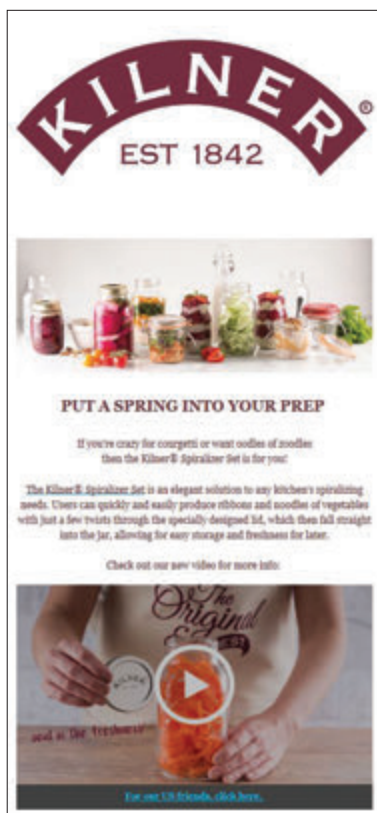 KILNER®
EST 1842
PUT A SPRING INTO YOUR PREP
If you're crazy for courgetti or want oodles of zoodles
then the Kilner® Spiralizer Set is for you!
The Kilner® Spiralizer Set is an elegant solution to any kitchen's spiralizing
needs. Users can quickly and easily produce ribbons and noodles of vegetables
with just a few twists through the specially designed lid, which then fall straight
into the jar, allowing for easy storage and freshness for later.
Check out our new video for more info:
The
Original
KILNER
seal in the freshness
For our US friends, click here.